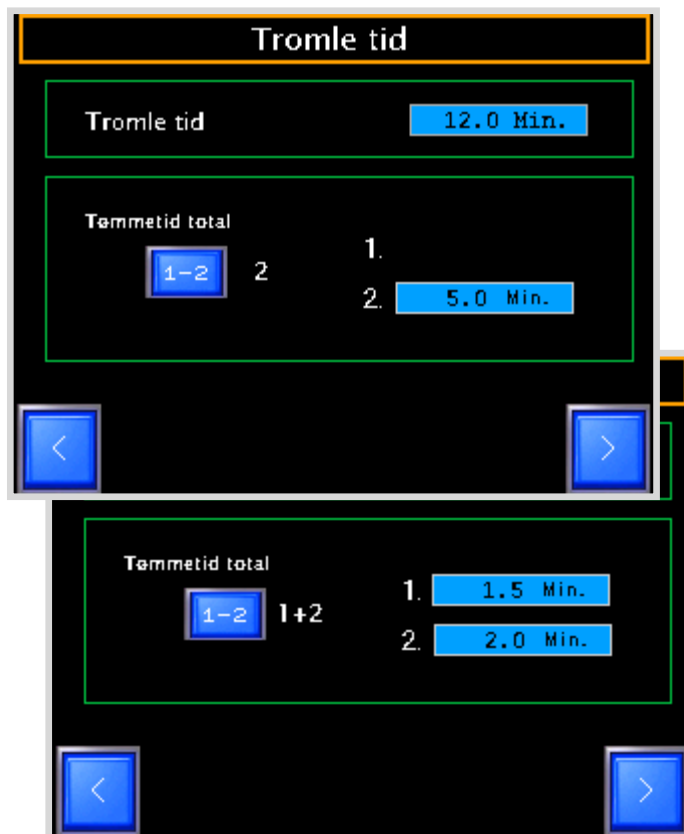 Tromle tid
Tromle tid 12.0 Min.
Tømmetid total
1-2 2
1.
2. 5.0 Min.
< >
Tømmetid total
1-2 1+2
1. 1.5 Min.
2. 2.0 Min.
< >